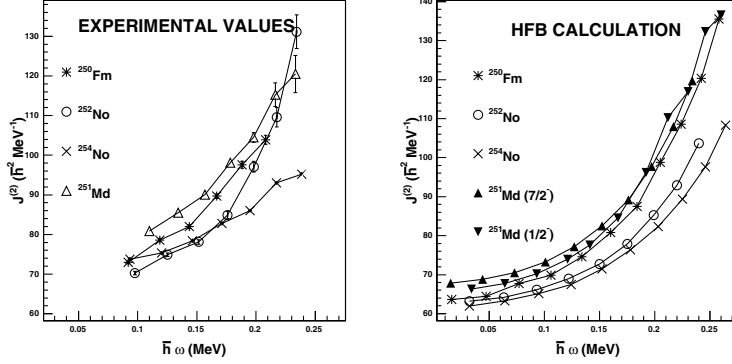 EXPERIMENTAL VALUES
J(2) (ħ2 MeV-1)
130
120
110
100
90
80
70
60
250Fm
252No
254No
251Md
0.05
0.1
0.15
0.2
0.25
ħ ω (MeV)
HFB CALCULATION
J(2) (ħ-2 MeV-1)
140
130
120
110
100
90
80
70
60
250Fm
252No
254No
251Md (7/2-)
251Md (1/2-)
0.05
0.1
0.15
0.2
0.25
ħ ω (MeV)